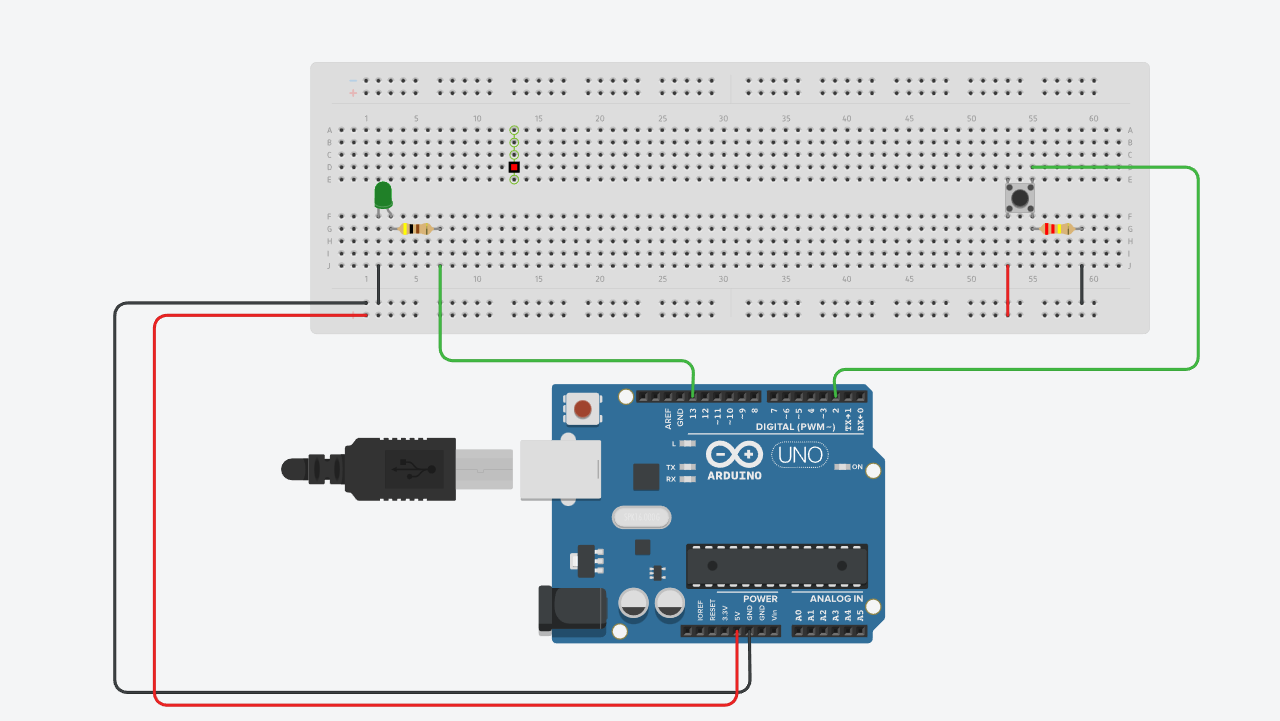 − 
+
1 5 10 15 20 25 30 35 40 45 50 55 60
A A
B B
C C
D
E E
F F
G G
H H
I I
J J
1 5 10 15 20 25 30 35 40 45 50 55 60
AREF GND 13 12 ~11 ~10 ~9 8 7 ~6 ~5 4 ~3 2 TX→1 RX←0
DIGITAL (PWM~)
L
TX
RX
ARDUINO
UNO
ON
POWER
ANALOG IN
IOREF RESET 3.3V 5V GND GND Vin A0 A1 A2 A3 A4 A5